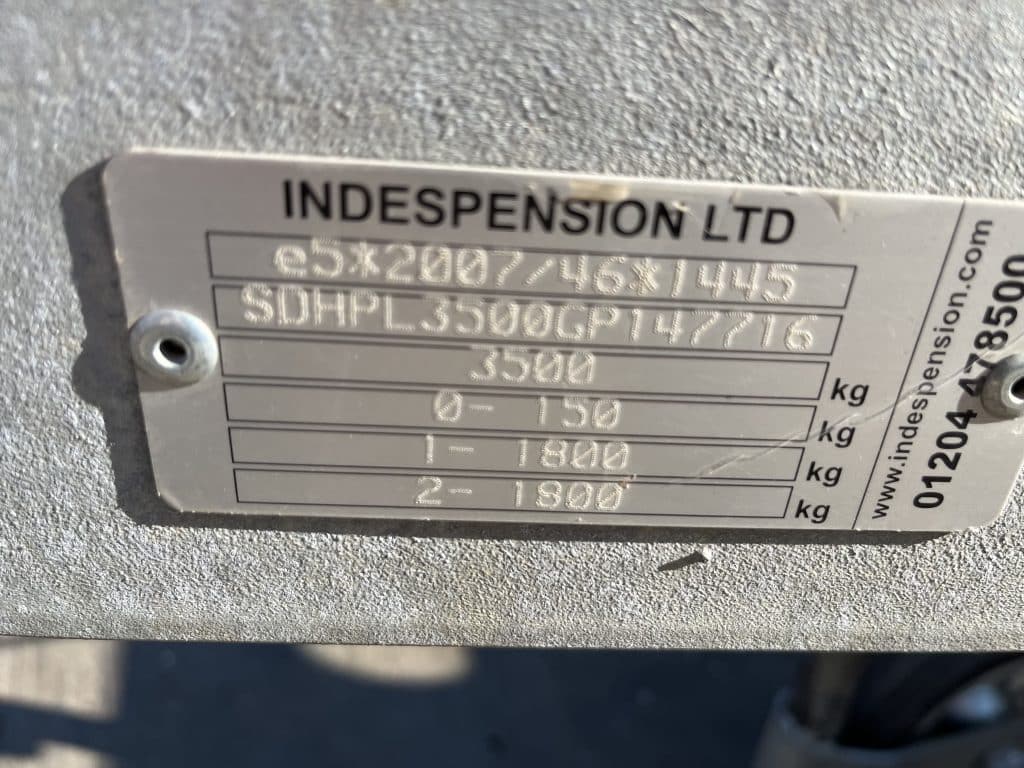 INDESPENSION LTD
e5*2007/46*1445
SDHPL3500GP147716
3500 kg
0- 150 kg
1- 1800 kg
2- 1800 kg
www.indespension.com
01204 478500